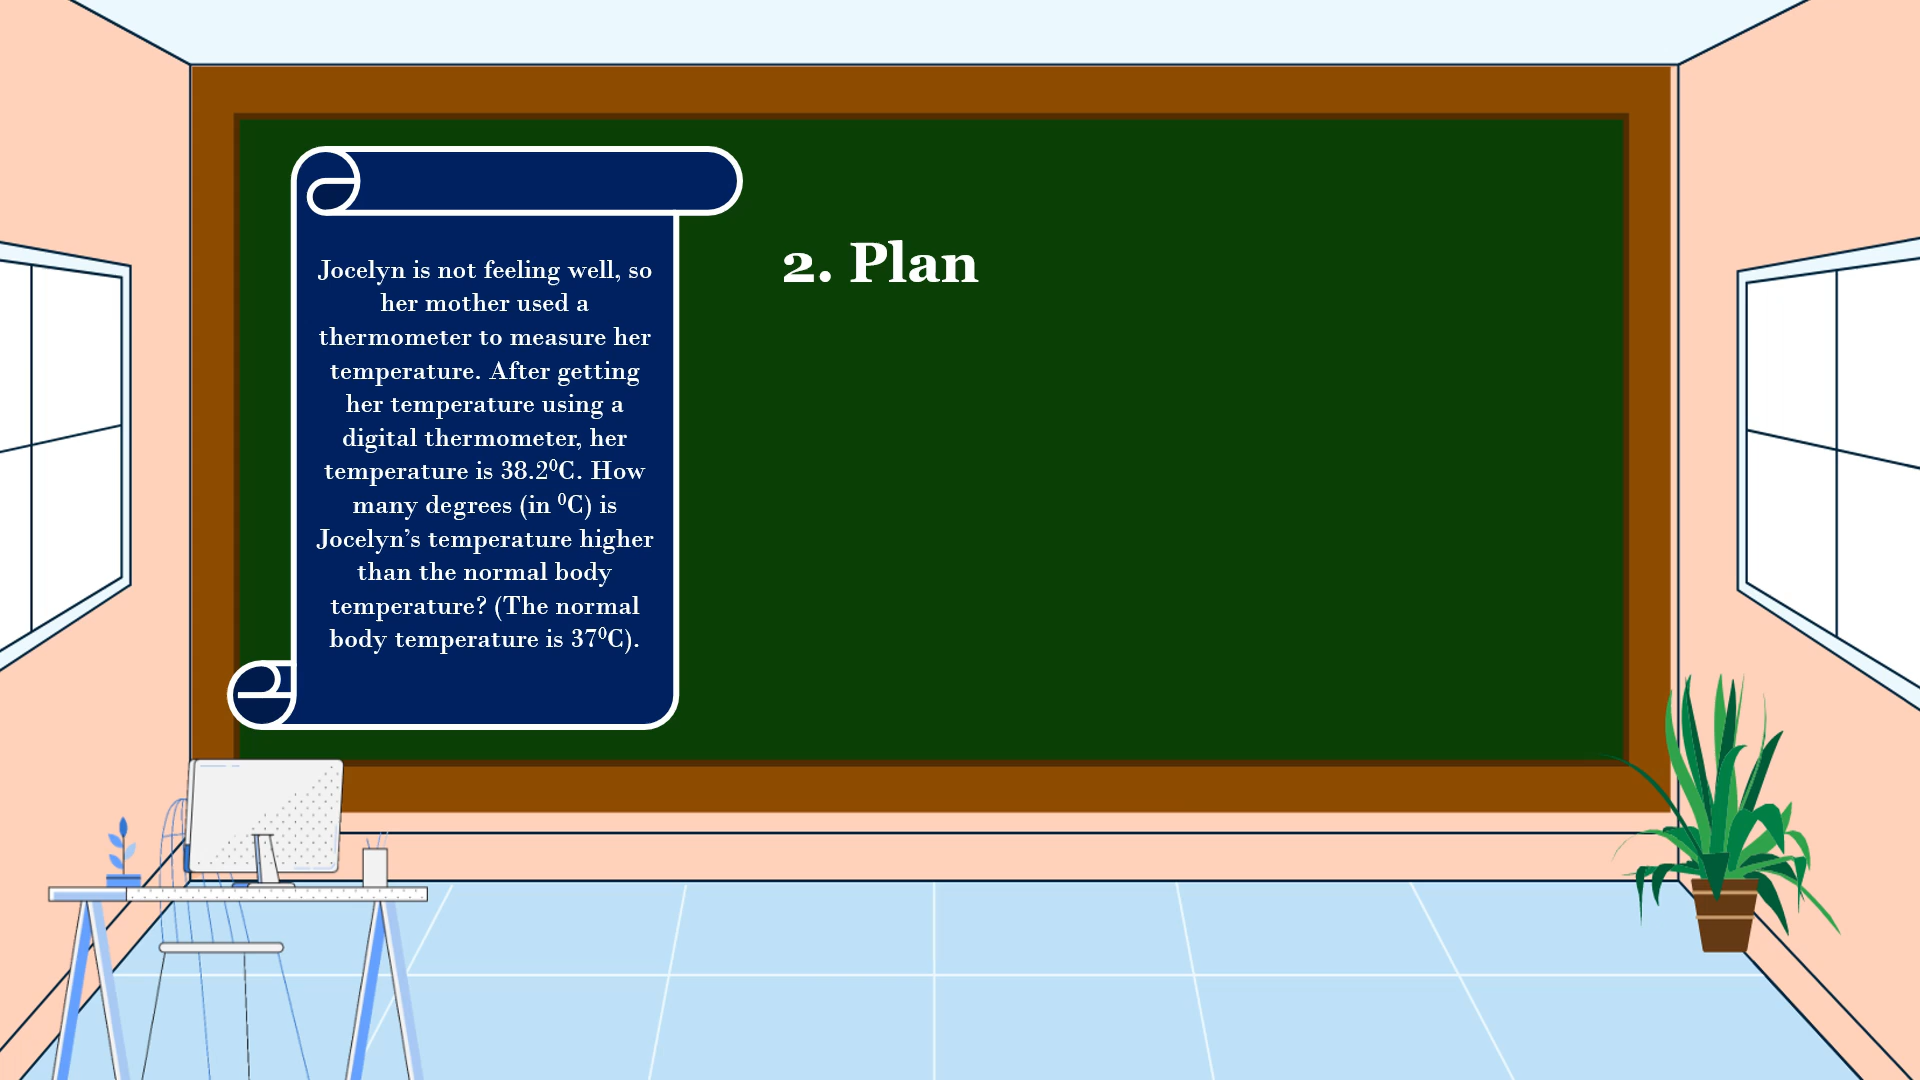 Jocelyn is not feeling well, so
her mother used a
thermometer to measure her
temperature. After getting
her temperature using a
digital thermometer, her
temperature is 38.2⁰C. How
many degrees (in ⁰C) is
Jocelyn’s temperature higher
than the normal body
temperature? (The normal
body temperature is 37⁰C).
2. Plan